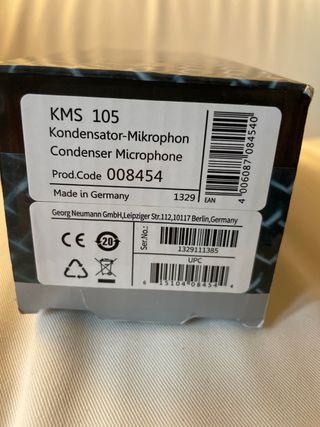 KMS 105
Kondensator-Mikrophon
Condenser Microphone
Prod.Code 008454
Made in Germany 1329
EAN
4 006087 084540
Georg Neumann GmbH,Leipziger Str.112,10117 Berlin,Germany
CE
20
Ser.No.:
1329111385
UPC
6 15104 08454 4